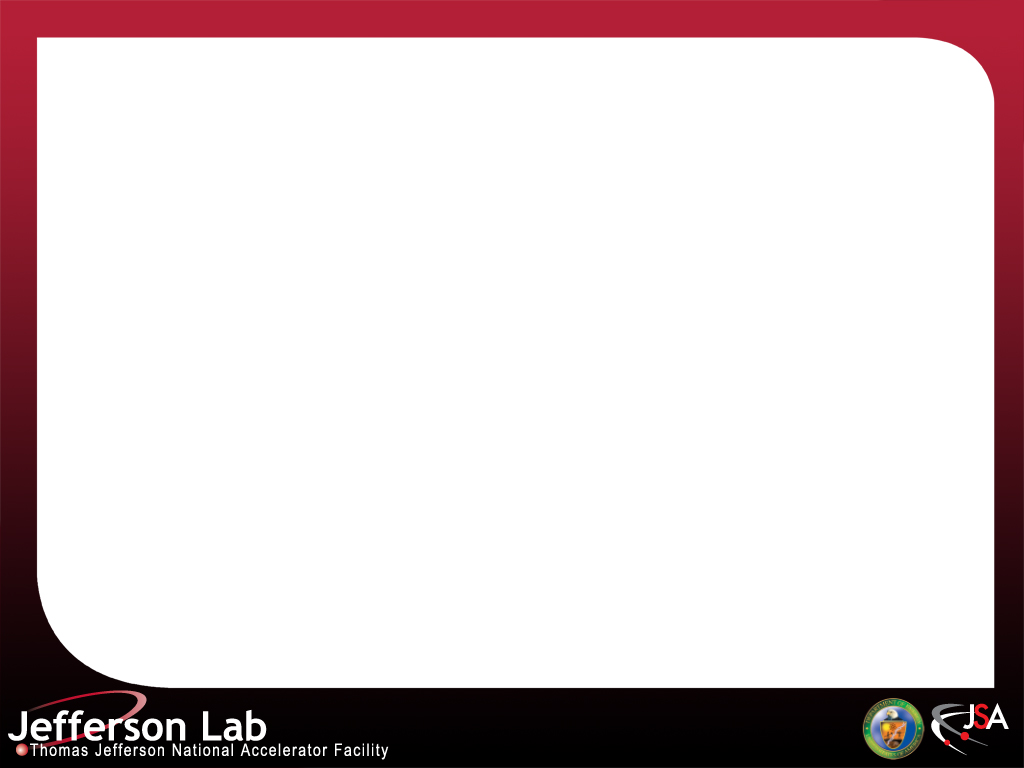 Jefferson Lab
Thomas Jefferson National Accelerator Facility
JSA